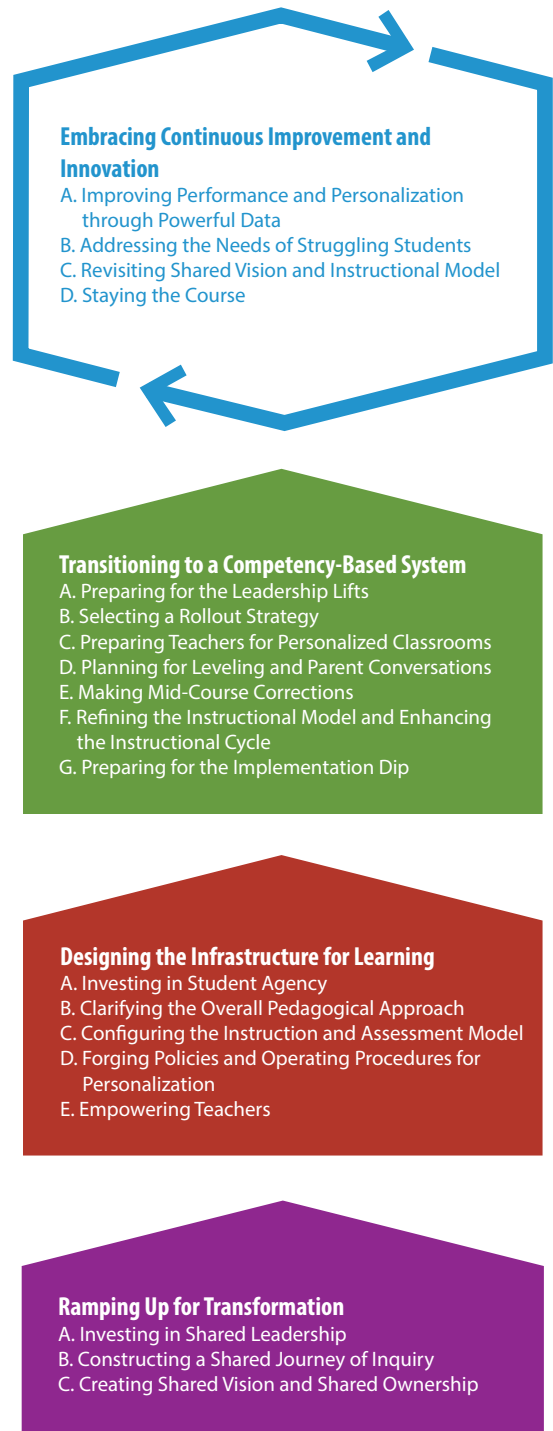 Embracing Continuous Improvement and
Innovation
A. Improving Performance and Personalization
through Powerful Data
B. Addressing the Needs of Struggling Students
C. Revisiting Shared Vision and Instructional Model
D. Staying the Course
Transitioning to a Competency-Based System
A. Preparing for the Leadership Lifts
B. Selecting a Rollout Strategy
C. Preparing Teachers for Personalized Classrooms
D. Planning for Leveling and Parent Conversations
E. Making Mid-Course Corrections
F. Refining the Instructional Model and Enhancing
the Instructional Cycle
G. Preparing for the Implementation Dip
Designing the Infrastructure for Learning
A. Investing in Student Agency
B. Clarifying the Overall Pedagogical Approach
C. Configuring the Instruction and Assessment Model
D. Forging Policies and Operating Procedures for
Personalization
E. Empowering Teachers
Ramping Up for Transformation
A. Investing in Shared Leadership
B. Constructing a Shared Journey of Inquiry
C. Creating Shared Vision and Shared Ownership